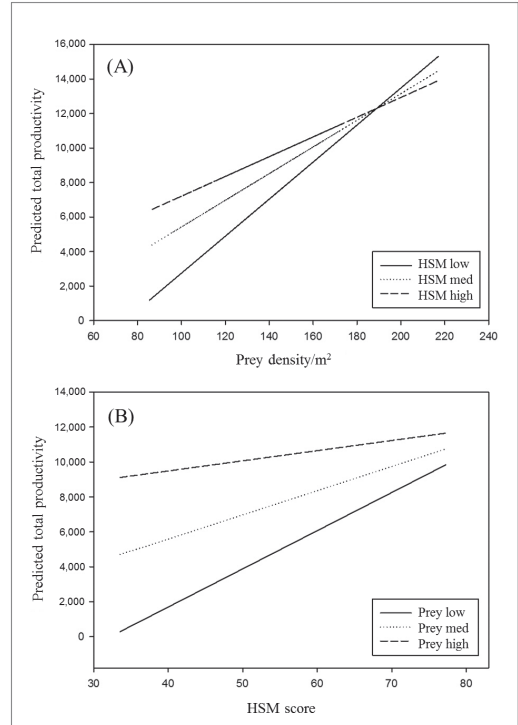 16,000
(A)
14,000
12,000
10,000
8,000
6,000
4,000
2,000
0
Predicted total productivity
HSM low
HSM med
HSM high
60 80 100 120 140 160 180 200 220 240
Prey density/m²
14,000
(B)
12,000
10,000
8,000
6,000
4,000
2,000
0
Predicted total productivity
Prey low
Prey med
Prey high
30 40 50 60 70 80
HSM score